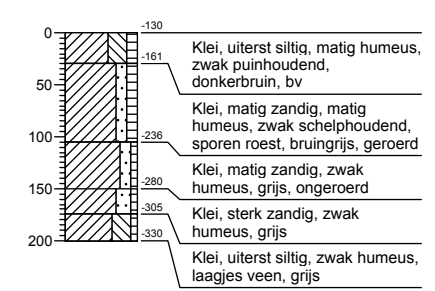 0
50
100
150
200
-130
Klei, uiterst siltig, matig humeus,
zwak puinhoudend,
donkerbruin, bv
-161
Klei, matig zandig, matig
humeus, zwak schelphoudend,
sporen roest, bruingrijs, geroerd
-236
Klei, matig zandig, zwak
humeus, grijs, ongeroerd
-280
Klei, sterk zandig, zwak
humeus, grijs
-305
Klei, uiterst siltig, zwak humeus,
laagjes veen, grijs
-330